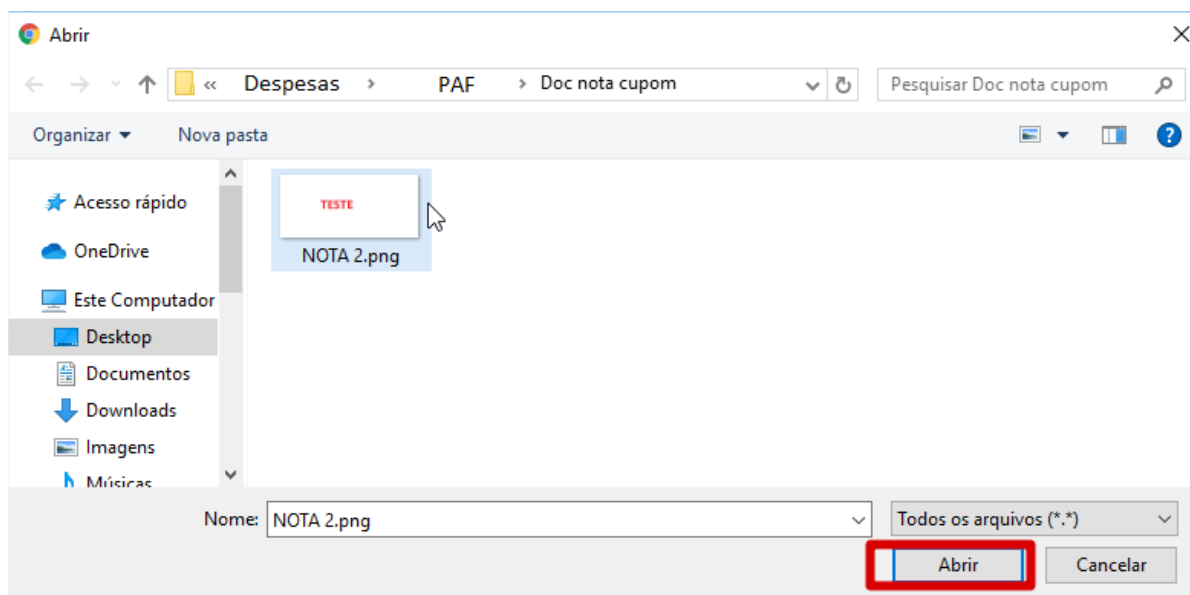 Abrir
« Despesas › PAF › Doc nota cupom
Pesquisar Doc nota cupom
Organizar
Nova pasta
?
Acesso rápido
OneDrive
Este Computador
Desktop
Documentos
Downloads
Imagens
Músicas
TESTE
NOTA 2.png
Nome: NOTA 2.png
Todos os arquivos (*.*)
Abrir
Cancelar